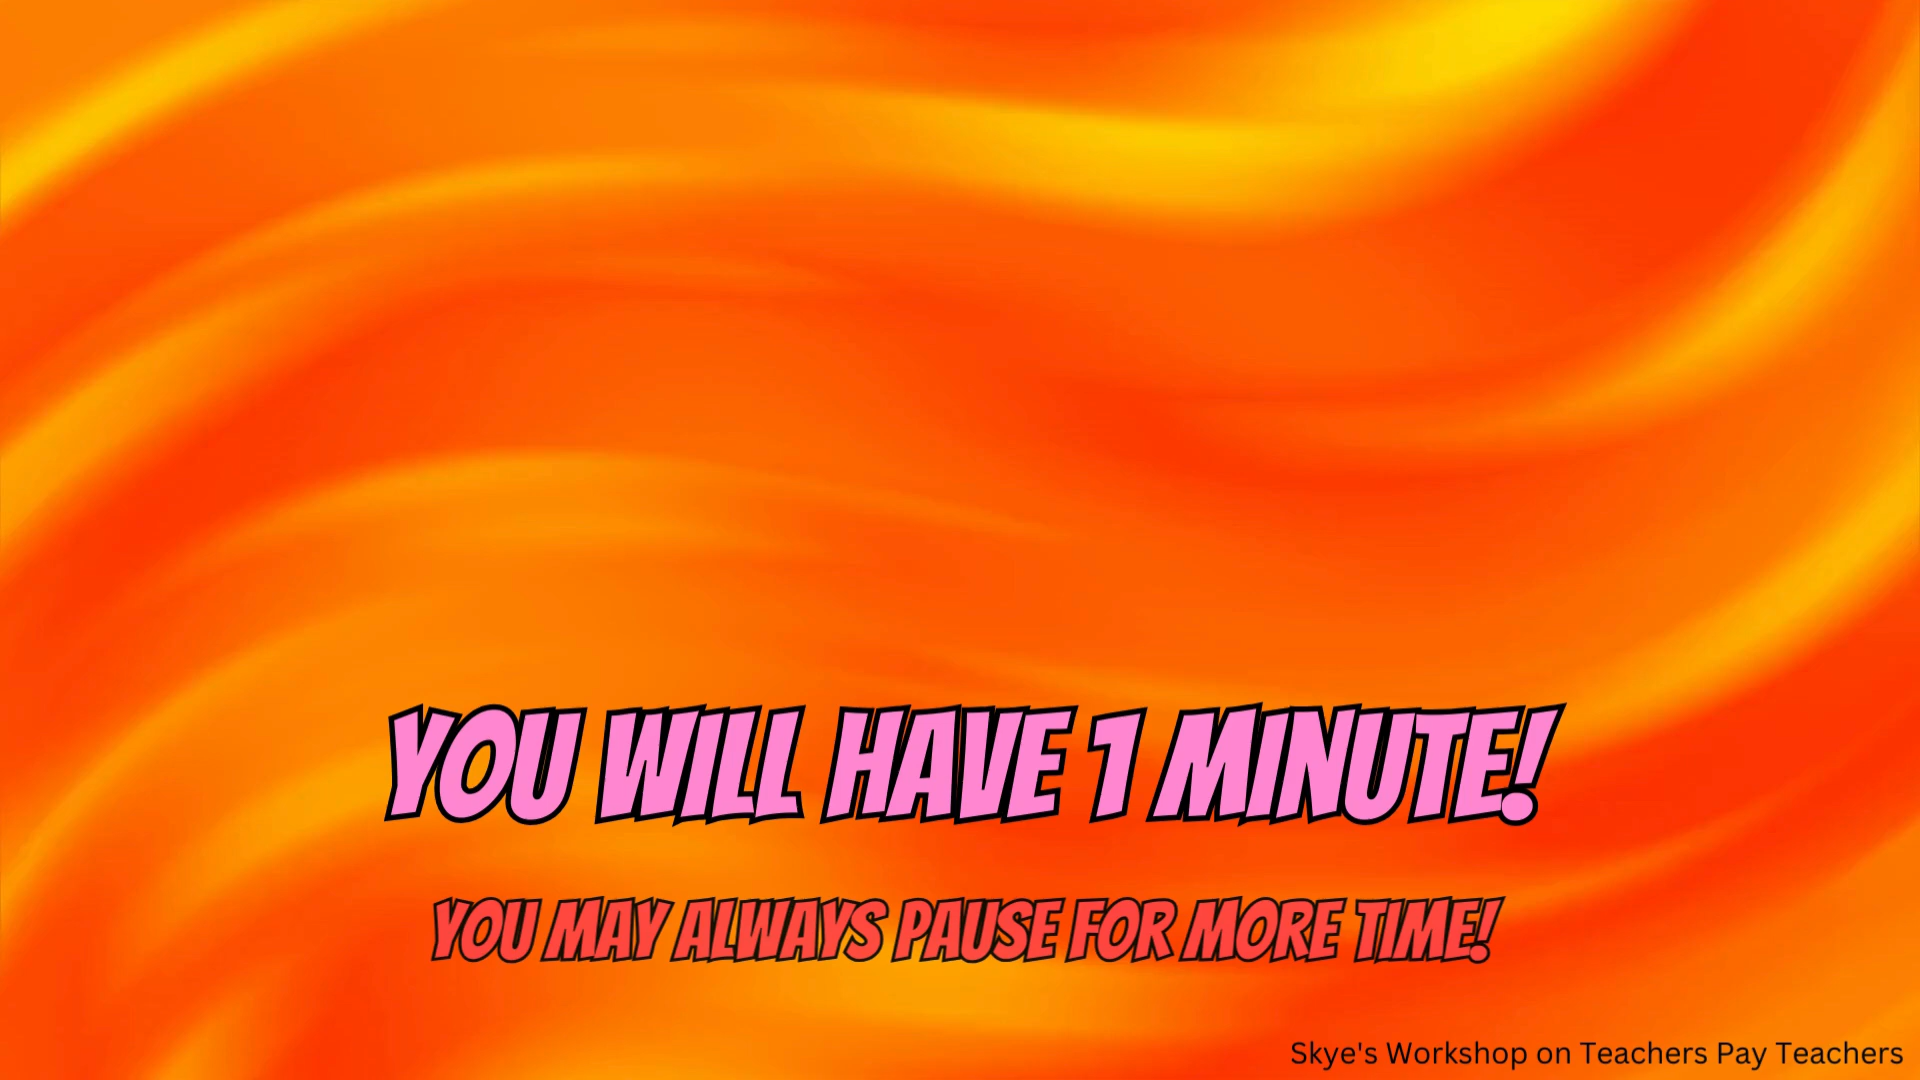 YOU WILL HAVE 1 MINUTE!
YOU MAY ALWAYS PAUSE FOR MORE TIME!
Skye's Workshop on Teachers Pay Teachers